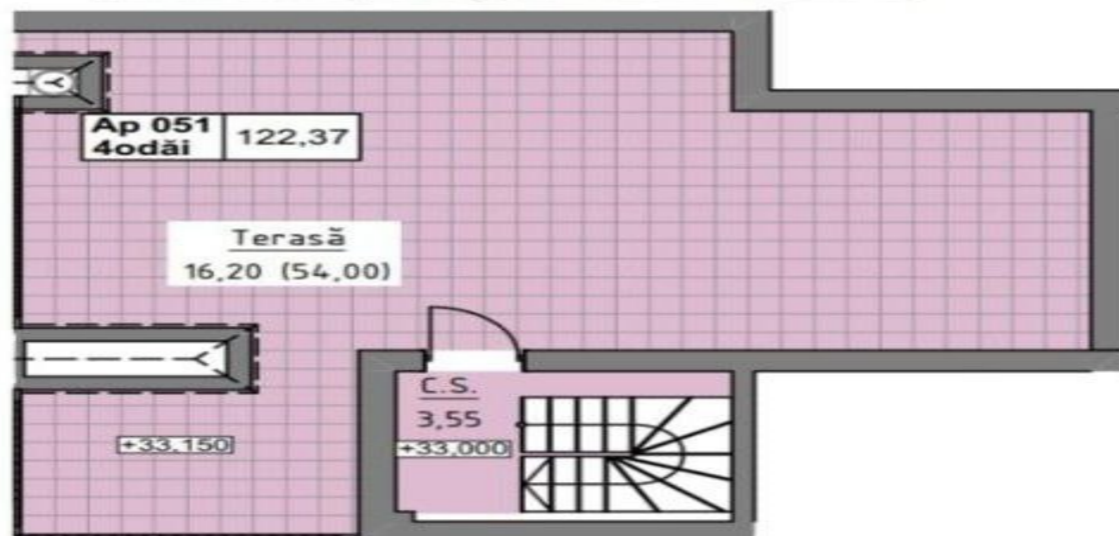 Ap 051
4odăi
122,37
Terasă
16,20 (54,00)
C.S.
3,55
+33.150
+33,000